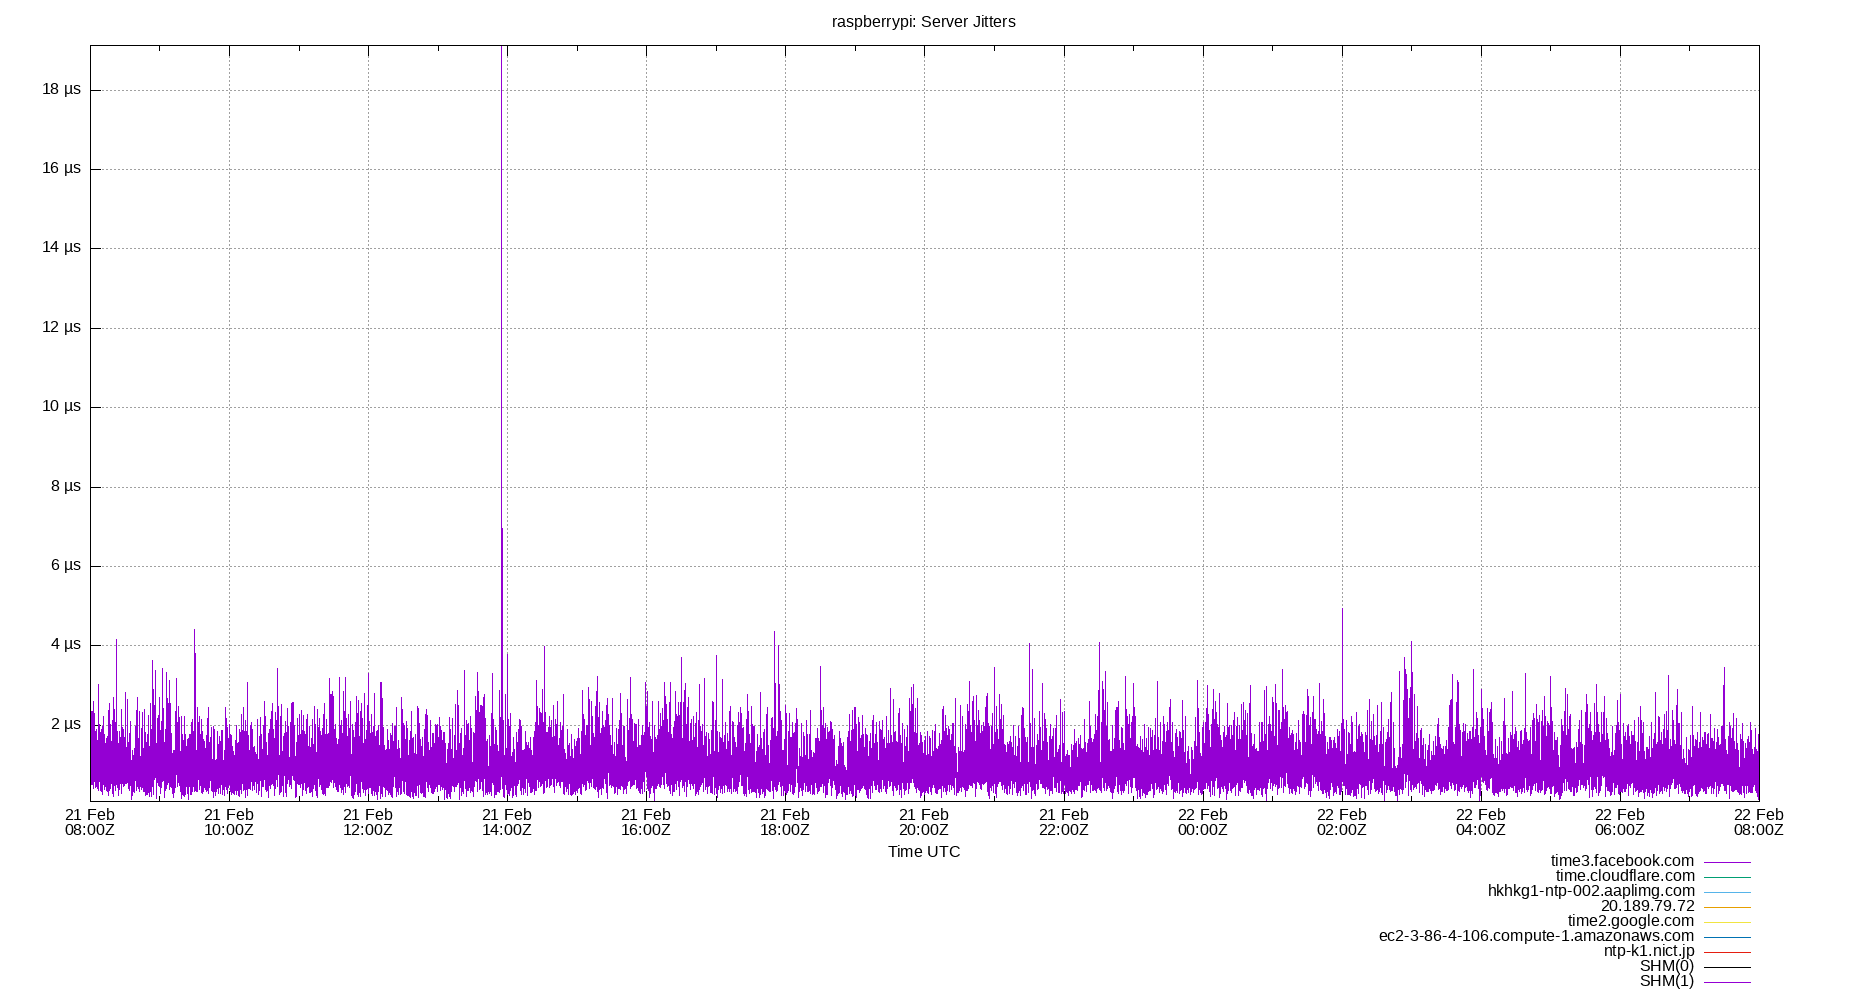 raspberrypi: Server Jitters
18 µs
16 µs
14 µs
12 µs
10 µs
8 µs
6 µs
4 µs
2 µs
21 Feb 21 Feb 21 Feb 21 Feb 21 Feb 21 Feb 21 Feb 21 Feb 22 Feb 22 Feb 22 Feb 22 Feb 22 Feb
08:00Z 10:00Z 12:00Z 14:00Z 16:00Z 18:00Z 20:00Z 22:00Z 00:00Z 02:00Z 04:00Z 06:00Z 08:00Z
Time UTC
time3.facebook.com
time.cloudflare.com
hkhkg1-ntp-002.aaplimg.com
20.189.79.72
time2.google.com
ec2-3-86-4-106.compute-1.amazonaws.com
ntp-k1.nict.jp
SHM(0)
SHM(1)